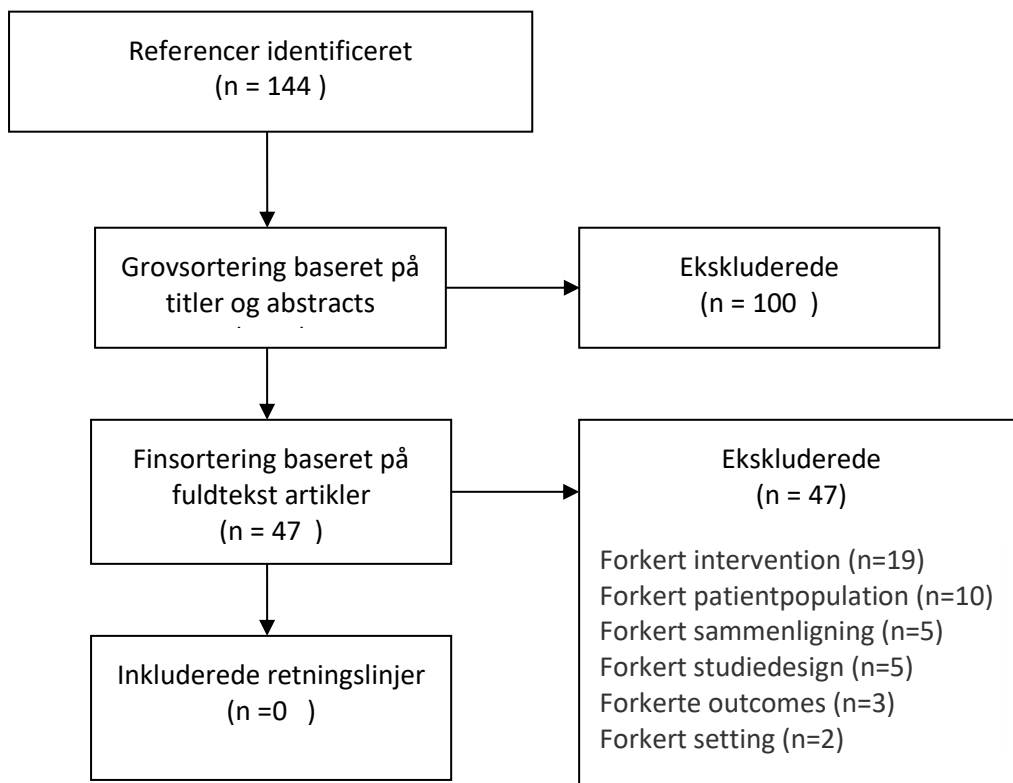 Referencer identificeret
(n = 144 )
Grovsortering baseret på
titler og abstracts
Ekskluderede
(n = 100 )
Finsortering baseret på
fuldtekst artikler
(n = 47 )
Ekskluderede
(n = 47)
Forkert intervention (n=19)
Forkert patientpopulation (n=10)
Forkert sammenligning (n=5)
Forkert studiedesign (n=5)
Forkerte outcomes (n=3)
Forkert setting (n=2)
Inkluderede retningslinjer
(n =0 )